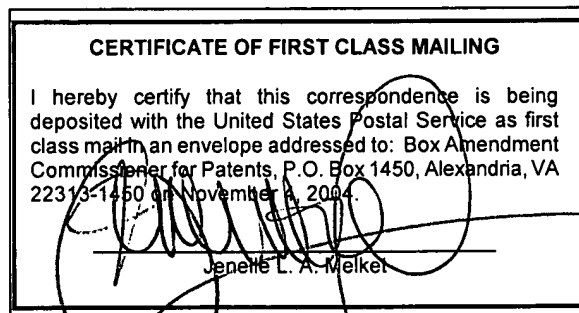 CERTIFICATE OF FIRST CLASS MAILING
I hereby certify that this correspondence is being
deposited with the United States Postal Service as first
class mail in an envelope addressed to: Box Amendment
Commissioner for Patents, P.O. Box 1450, Alexandria, VA
22313-1450 on November 4, 2004.
Jenelle L. A. Melket